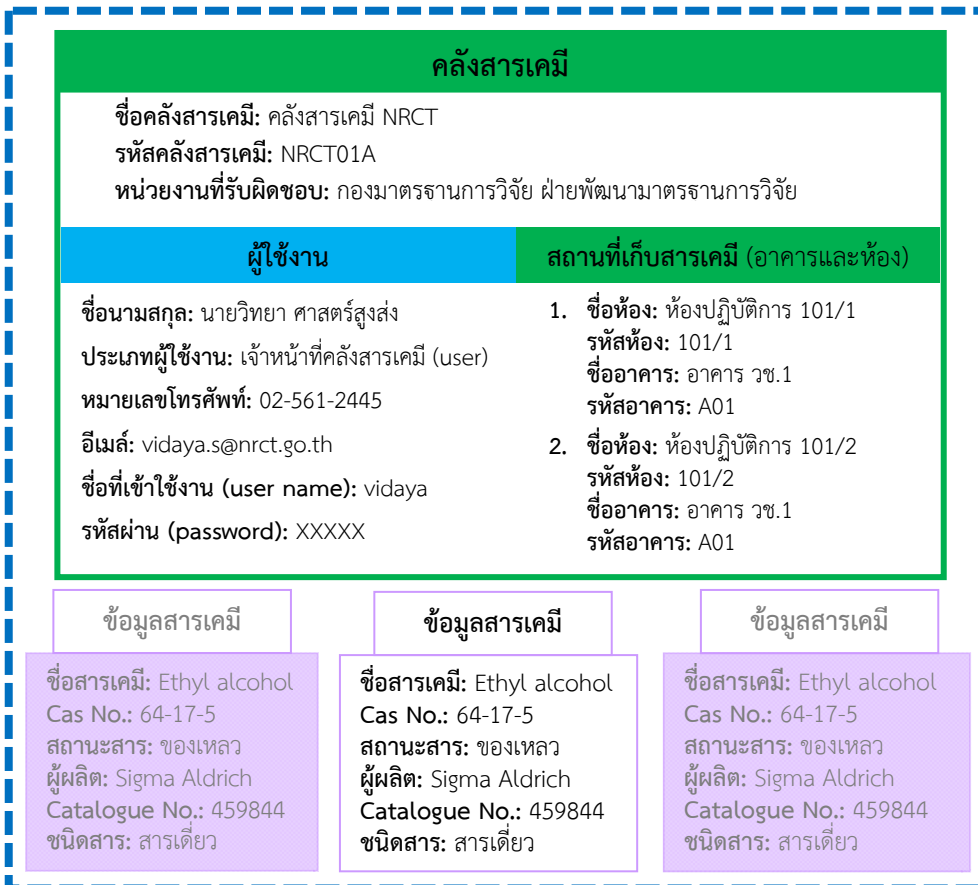 คลังสารเคมี
ชื่อคลังสารเคมี: คลังสารเคมี NRCT
รหัสคลังสารเคมี: NRCT01A
หน่วยงานที่รับผิดชอบ: กองมาตรฐานการวิจัย ฝ่ายพัฒนามาตรฐานการวิจัย
ผู้ใช้งาน
ชื่อนามสกุล: นายวิทยา ศาสตร์สูงส่ง
ประเภทผู้ใช้งาน: เจ้าหน้าที่คลังสารเคมี (user)
หมายเลขโทรศัพท์: 02-561-2445
อีเมล์: vidaya.s@nrct.go.th
ชื่อที่เข้าใช้งาน (user name): vidaya
รหัสผ่าน (password): XXXXX
สถานที่เก็บสารเคมี (อาคารและห้อง)
1. ชื่อห้อง: ห้องปฏิบัติการ 101/1
รหัสห้อง: 101/1
ชื่ออาคาร: อาคาร วช.1
รหัสอาคาร: A01
2. ชื่อห้อง: ห้องปฏิบัติการ 101/2
รหัสห้อง: 101/2
ชื่ออาคาร: อาคาร วช.1
รหัสอาคาร: A01
ข้อมูลสารเคมี
ชื่อสารเคมี: Ethyl alcohol
Cas No.: 64-17-5
สถานะสาร: ของเหลว
ผู้ผลิต: Sigma Aldrich
Catalogue No.: 459844
ชนิดสาร: สารเดี่ยว
ข้อมูลสารเคมี
ชื่อสารเคมี: Ethyl alcohol
Cas No.: 64-17-5
สถานะสาร: ของเหลว
ผู้ผลิต: Sigma Aldrich
Catalogue No.: 459844
ชนิดสาร: สารเดี่ยว
ข้อมูลสารเคมี
ชื่อสารเคมี: Ethyl alcohol
Cas No.: 64-17-5
สถานะสาร: ของเหลว
ผู้ผลิต: Sigma Aldrich
Catalogue No.: 459844
ชนิดสาร: สารเดี่ยว